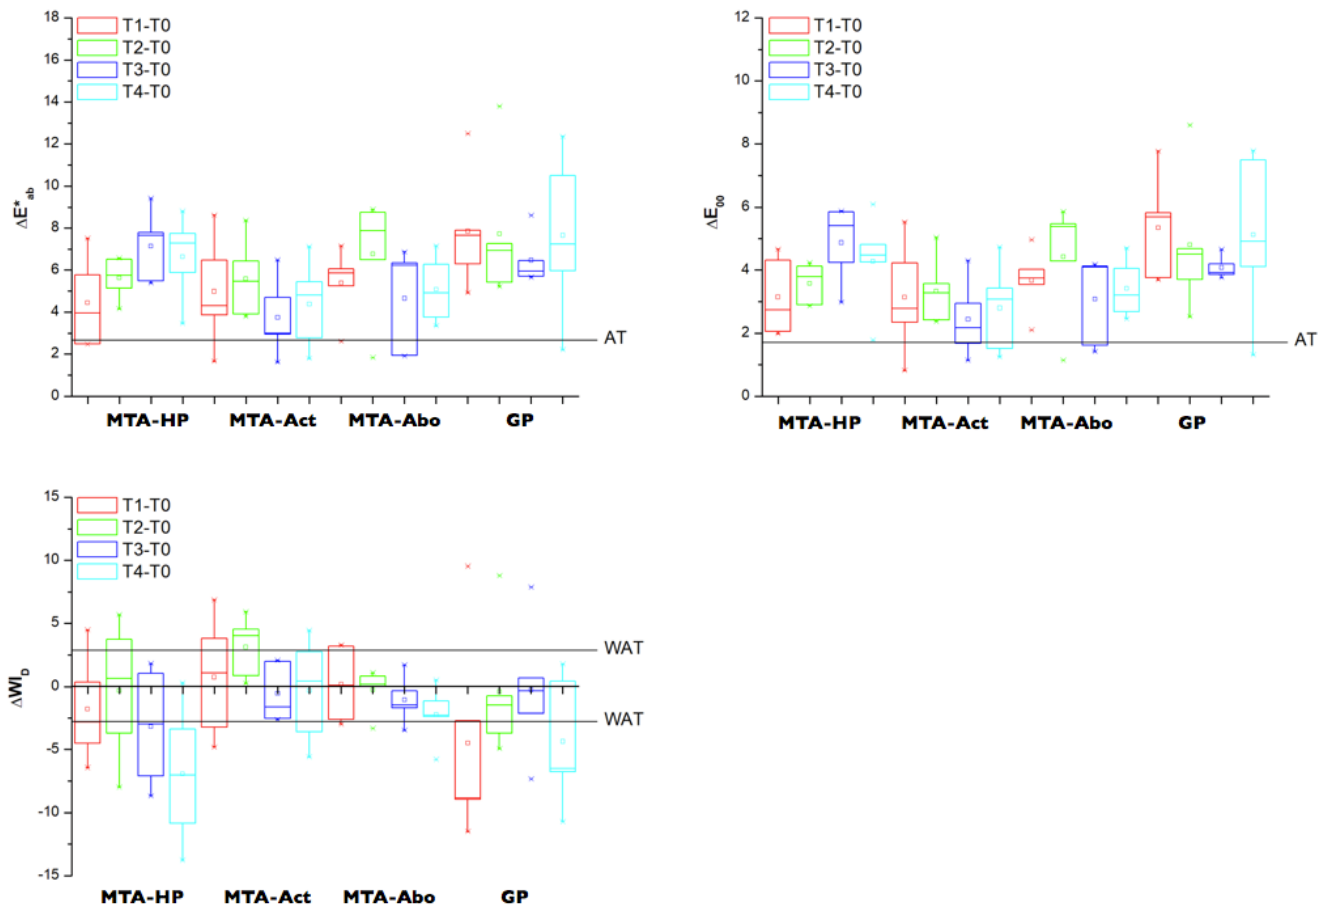 18
16
14
12
10
8
6
4
2
0
ΔE*ab
T1-T0
T2-T0
T3-T0
T4-T0
AT
MTA-HP MTA-Act MTA-Abo GP
12
10
8
6
4
2
0
ΔE00
T1-T0
T2-T0
T3-T0
T4-T0
AT
MTA-HP MTA-Act MTA-Abo GP
15
10
5
0
-5
-10
-15
ΔWID
T1-T0
T2-T0
T3-T0
T4-T0
WAT
WAT
MTA-HP MTA-Act MTA-Abo GP